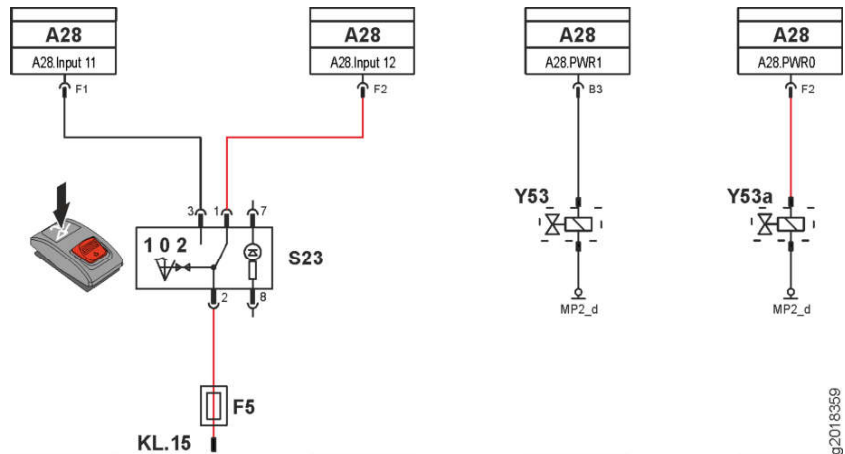 A28
A28.Input 11
F1
A28
A28.Input 12
F2
A28
A28.PWR1
B3
A28
A28.PWR0
F2
Y53
Y53a
3 1 7
1 0 2
S23
2 8
MP2_d
MP2_d
F5
KL.15
g2018359